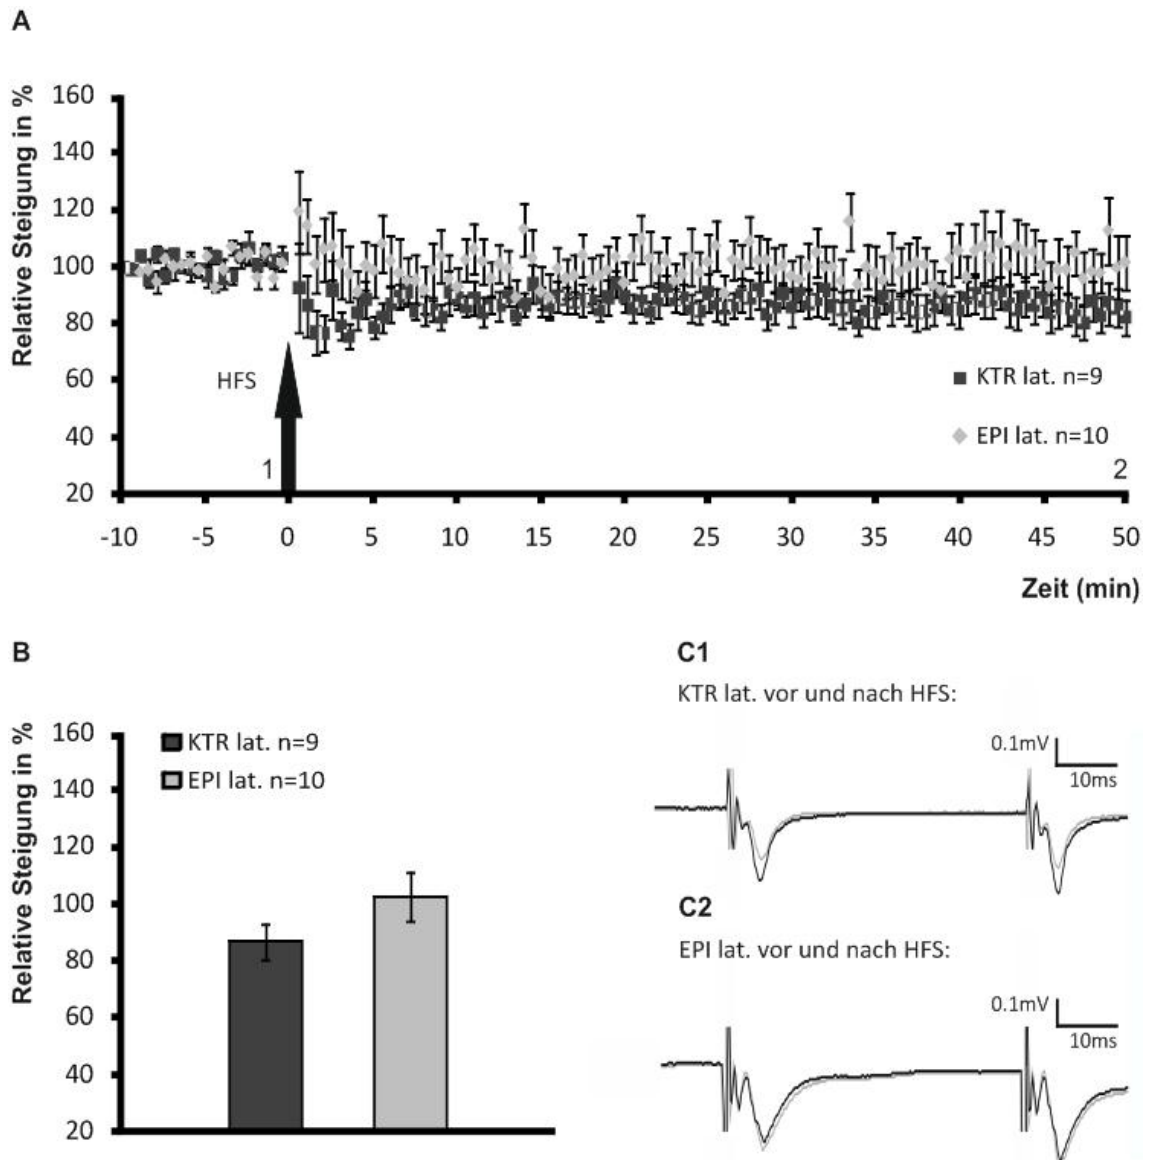 A
Relative Steigung in %
160
140
120
100
80
60
40
20
HFS
1
2
KTR lat. n=9
EPI lat. n=10
-10 -5 0 5 10 15 20 25 30 35 40 45 50
Zeit (min)
B
Relative Steigung in %
160
140
120
100
80
60
40
20
KTR lat. n=9
EPI lat. n=10
C1
KTR lat. vor und nach HFS:
0.1mV
10ms
C2
EPI lat. vor und nach HFS:
0.1mV
10ms